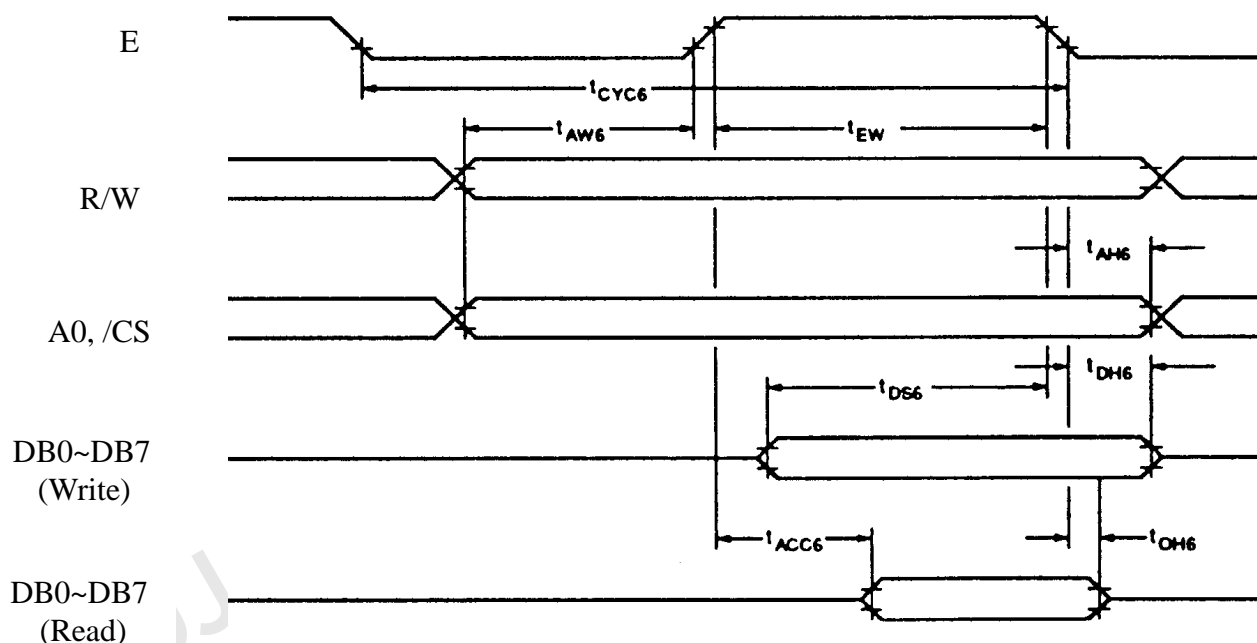 E
tCYC6
tAW6
tEW
R/W
tAH6
A0, /CS
tDH6
tDS6
DB0~DB7
(Write)
tACC6
tOH6
DB0~DB7
(Read)